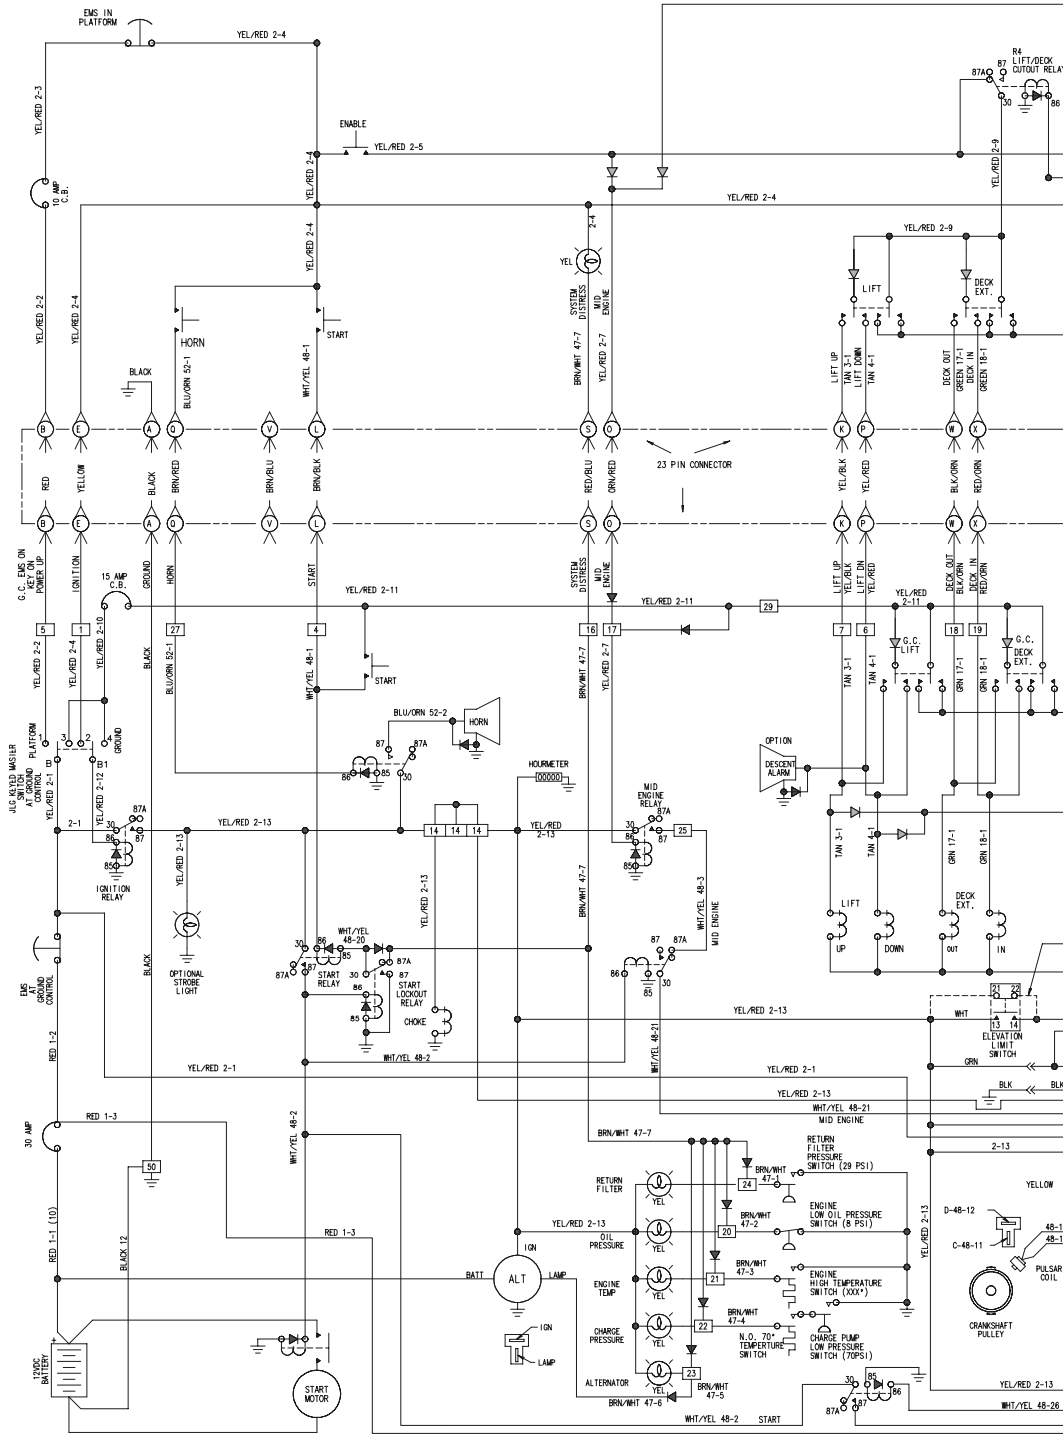 EMS IN
PLATFORM
YEL/RED 2-4
R4
LIFT/DECK
CUTOUT RELAY
87A
87
30
86
YEL/RED 2-3
10 AMP
C.B.
ENABLE
YEL/RED 2-5
YEL/RED 2-4
YEL/RED 2-9
YEL/RED 2-4
YEL/RED 2-4
2-4
YEL/RED 2-9
YEL
LIFT
DECK
EXT.
YEL/RED 2-2
YEL/RED 2-4
HORN
START
SYSTEM
DISTRESS
MID
ENGINE
BRN/WHT 47-7
YEL/RED 2-7
BLACK
BLU/ORN 52-1
WHT/YEL 48-1
LIFT UP
TAN 3-1
LIFT DOWN
TAN 4-1
DECK OUT
GREEN 17-1
DECK IN
GREEN 18-1
B
E
A
Q
V
L
S
O
K
P
W
X
23 PIN CONNECTOR
RED
YELLOW
BLACK
BRN/RED
BRN/BLU
BRN/BLK
RED/BLU
ORN/RED
YEL/BLK
YEL/RED
BLK/ORN
RED/ORN
B
E
A
Q
V
L
S
O
K
P
W
X
G.C. EMS ON
KEY ON
POWER UP
IGNITION
15 AMP
C.B.
GROUND
HORN
START
SYSTEM
DISTRESS
MID
ENGINE
LIFT UP
YEL/BLK
LIFT DN
YEL/RED
DECK OUT
BLK/ORN
DECK IN
RED/ORN
YEL/RED 2-11
YEL/RED 2-11
29
YEL/RED
2-11
5
1
27
4
16
17
7
6
18
19
YEL/RED 2-2
YEL/RED 2-4
YEL/RED 2-10
BLACK
BLU/ORN 52-1
WHT/YEL 48-1
START
BRN/WHT 47-7
YEL/RED 2-7
TAN 3-1
TAN 4-1
G.C.
LIFT
GRN 17-1
GRN 18-1
G.C.
DECK
EXT.
BLU/ORN 52-2
HORN
JLG KEYED MASTER
SWITCH
AT GROUND
CONTROL
PLATFORM
1
3
2
4
GROUND
B
B1
YEL/RED 2-1
YEL/RED 2-12
87
87A
86
85
30
HOURMETER
00000
OPTION
DESCENT
ALARM
MID
ENGINE
RELAY
87A
2-1
30
87A
86
87
85
IGNITION
RELAY
YEL/RED 2-13
14
14
14
YEL/RED
2-13
30
87
86
85
25
YEL/RED 2-13
YEL/RED 2-13
BRN/WHT 47-7
WHT/YEL 48-3
MID ENGINE
TAN 3-1
TAN 4-1
GRN 17-1
GRN 18-1
LIFT
UP
DOWN
DECK
EXT.
OUT
IN
EMS
AT
GROUND
CONTROL
OPTIONAL
STROBE
LIGHT
BLACK
WHT/YEL
48-20
30
86
85
87A
87
START
RELAY
30
87A
87
86
85
START
LOCKOUT
RELAY
CHOKE
87
87A
86
85
30
21
22
13
14
ELEVATION
LIMIT
SWITCH
YEL/RED 2-13
WHT
WHT/YEL 48-2
WHT/YEL 48-21
GRN
RED 1-2
YEL/RED 2-1
YEL/RED 2-1
YEL/RED 2-13
BLK
BLK
WHT/YEL 48-21
MID ENGINE
30 AMP
RED 1-3
WHT/YEL 48-2
BRN/WHT 47-7
RETURN
FILTER
PRESSURE
SWITCH (29 PSI)
2-13
50
RETURN
FILTER
YEL
24
BRN/WHT
47-1
YELLOW
RED 1-1 (10)
BLACK 12
RED 1-3
YEL/RED 2-13
OIL
PRESSURE
YEL
20
BRN/WHT
47-2
ENGINE
LOW OIL PRESSURE
SWITCH (8 PSI)
YEL/RED 2-13
D-48-12
C-48-11
48-1
48-1
PULSAR
COIL
CRANKSHAFT
PULLEY
IGN
BATT
ALT
LAMP
ENGINE
TEMP
YEL
21
BRN/WHT
47-3
ENGINE
HIGH TEMPERATURE
SWITCH (XXX°)
IGN
LAMP
CHARGE
PRESSURE
YEL
22
BRN/WHT
47-4
N.O. 70°
TEMPERTURE
SWITCH
CHARGE PUMP
LOW PRESSURE
SWITCH (70PSI)
12VDC
BATTERY
+
START
MOTOR
ALTERNATOR
YEL
23
BRN/WHT
47-5
BRN/WHT 47-6
30
85
86
87A
87
YEL/RED 2-13
WHT/YEL 48-26
WHT/YEL 48-2
START